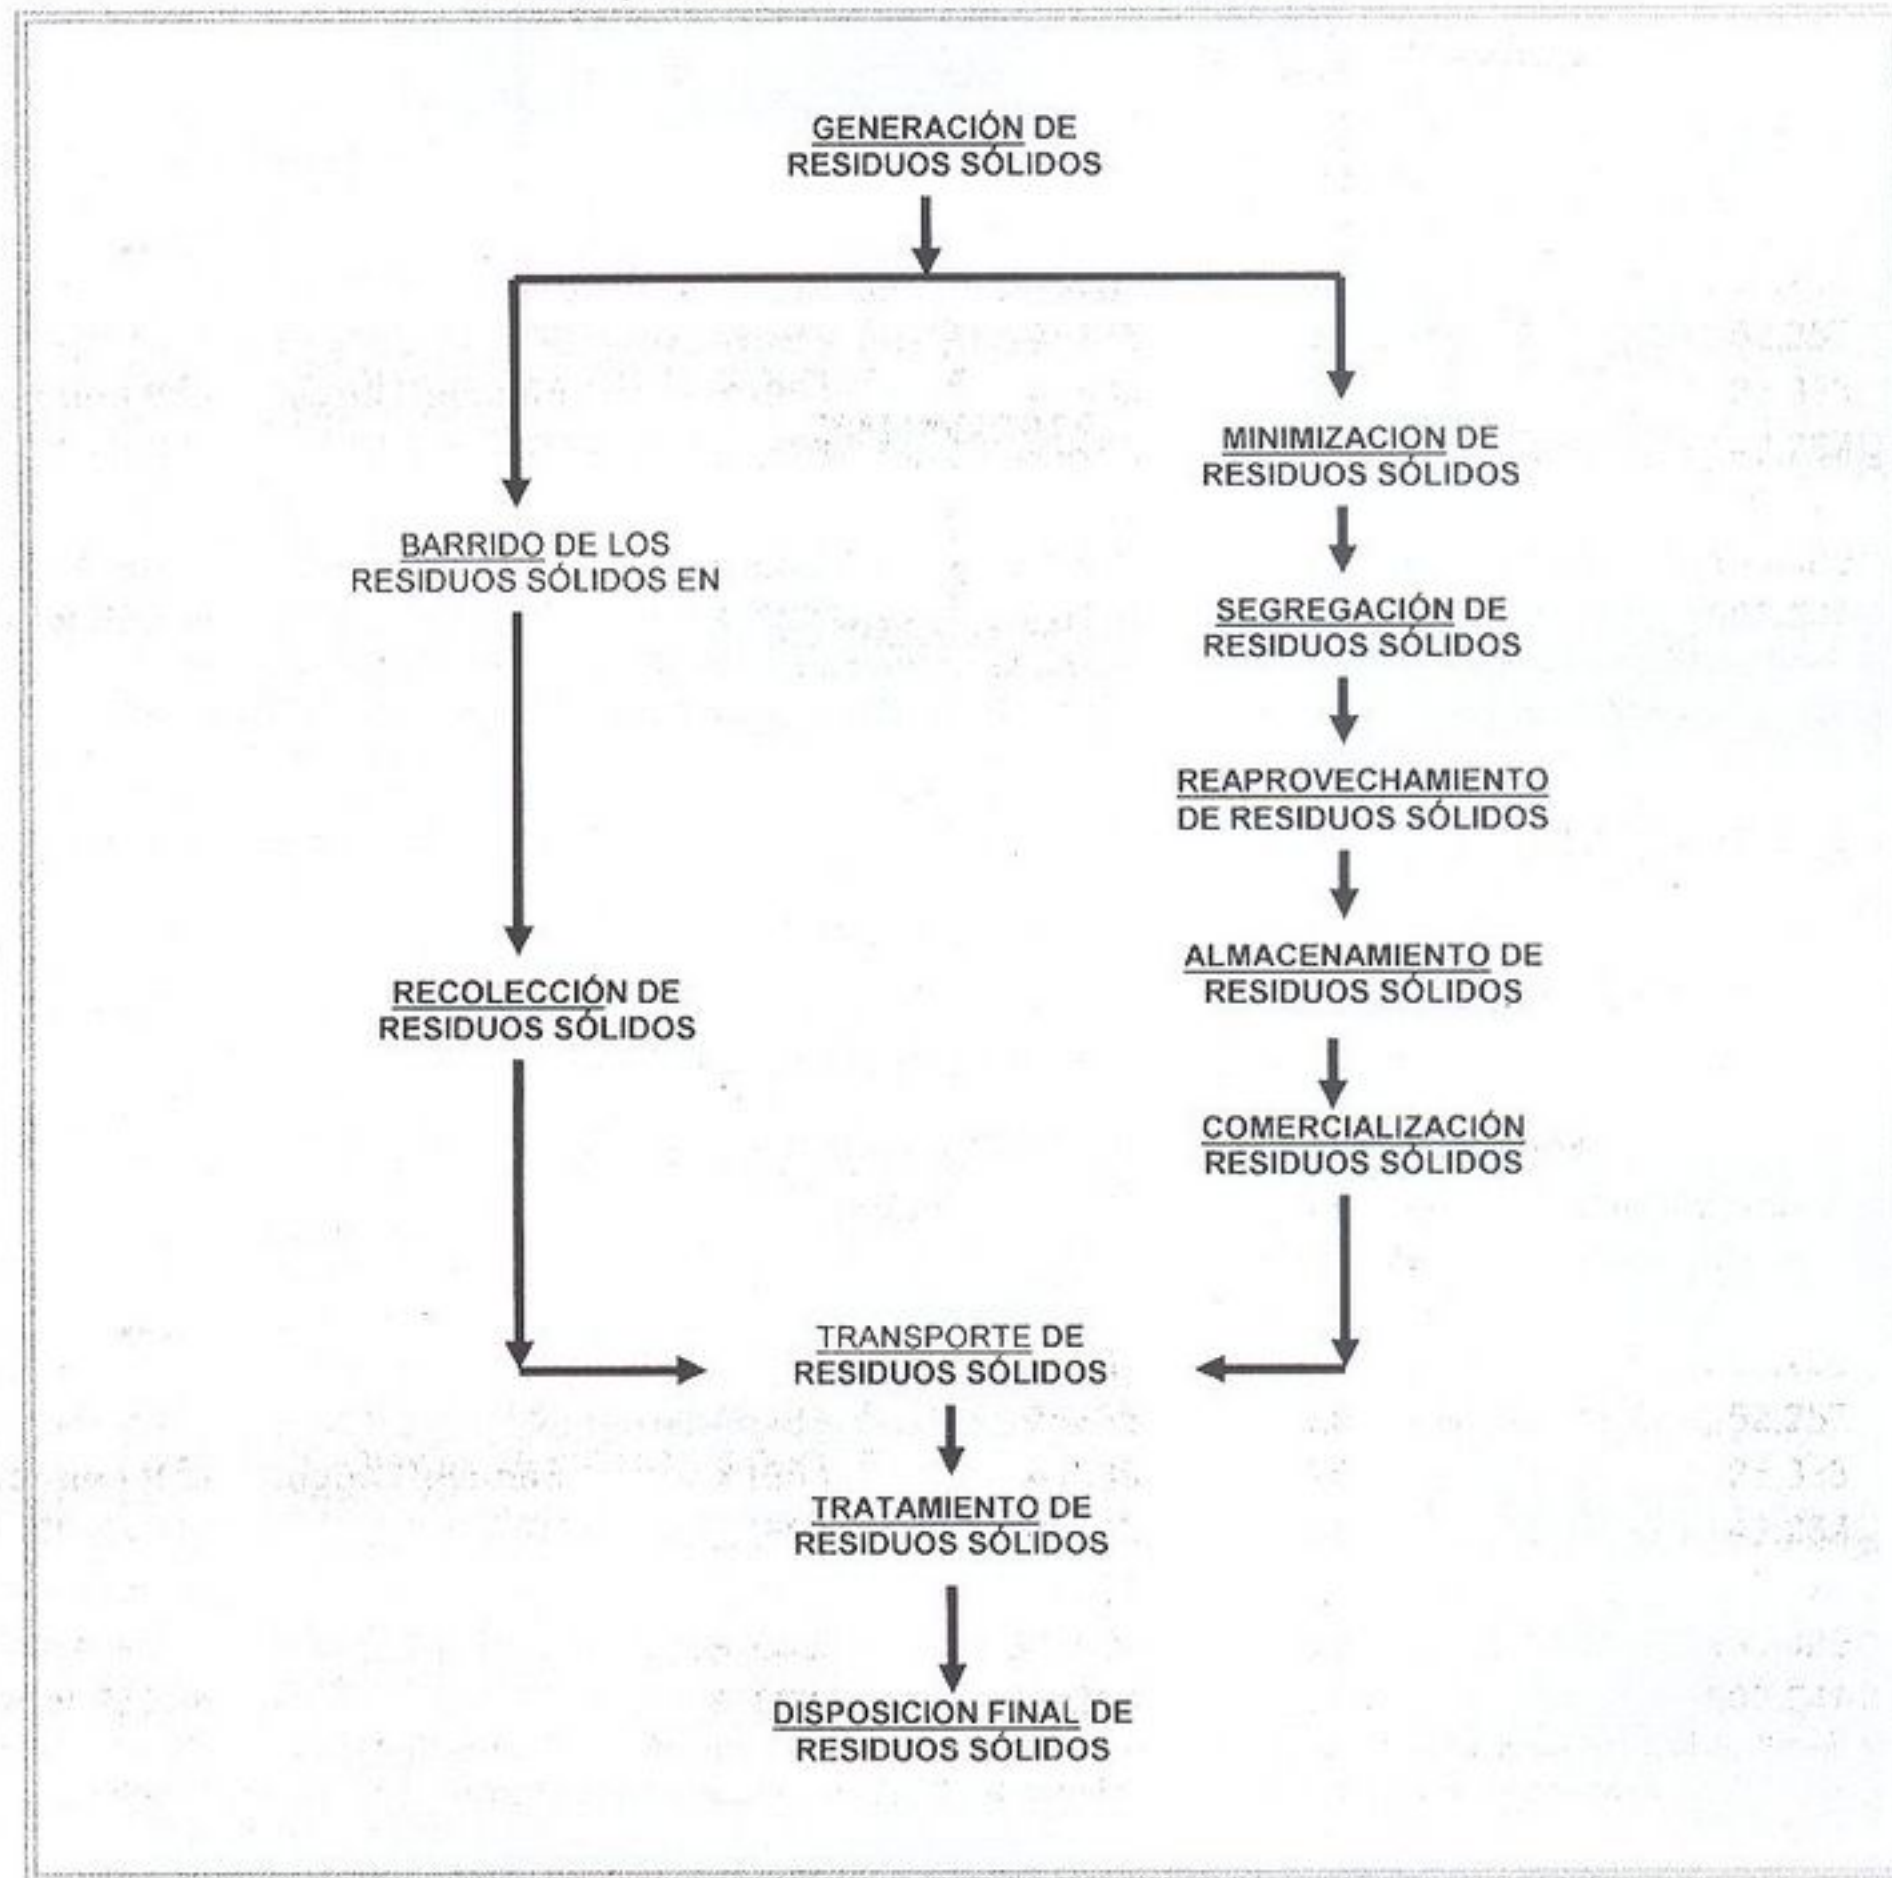 GENERACIÓN DE
RESIDUOS SÓLIDOS
BARRIDO DE LOS
RESIDUOS SÓLIDOS EN
RECOLECCIÓN DE
RESIDUOS SÓLIDOS
MINIMIZACION DE
RESIDUOS SÓLIDOS
SEGREGACIÓN DE
RESIDUOS SÓLIDOS
REAPROVECHAMIENTO
DE RESIDUOS SÓLIDOS
ALMACENAMIENTO DE
RESIDUOS SÓLIDOS
COMERCIALIZACIÓN
RESIDUOS SÓLIDOS
TRANSPORTE DE
RESIDUOS SÓLIDOS
TRATAMIENTO DE
RESIDUOS SÓLIDOS
DISPOSICION FINAL DE
RESIDUOS SÓLIDOS